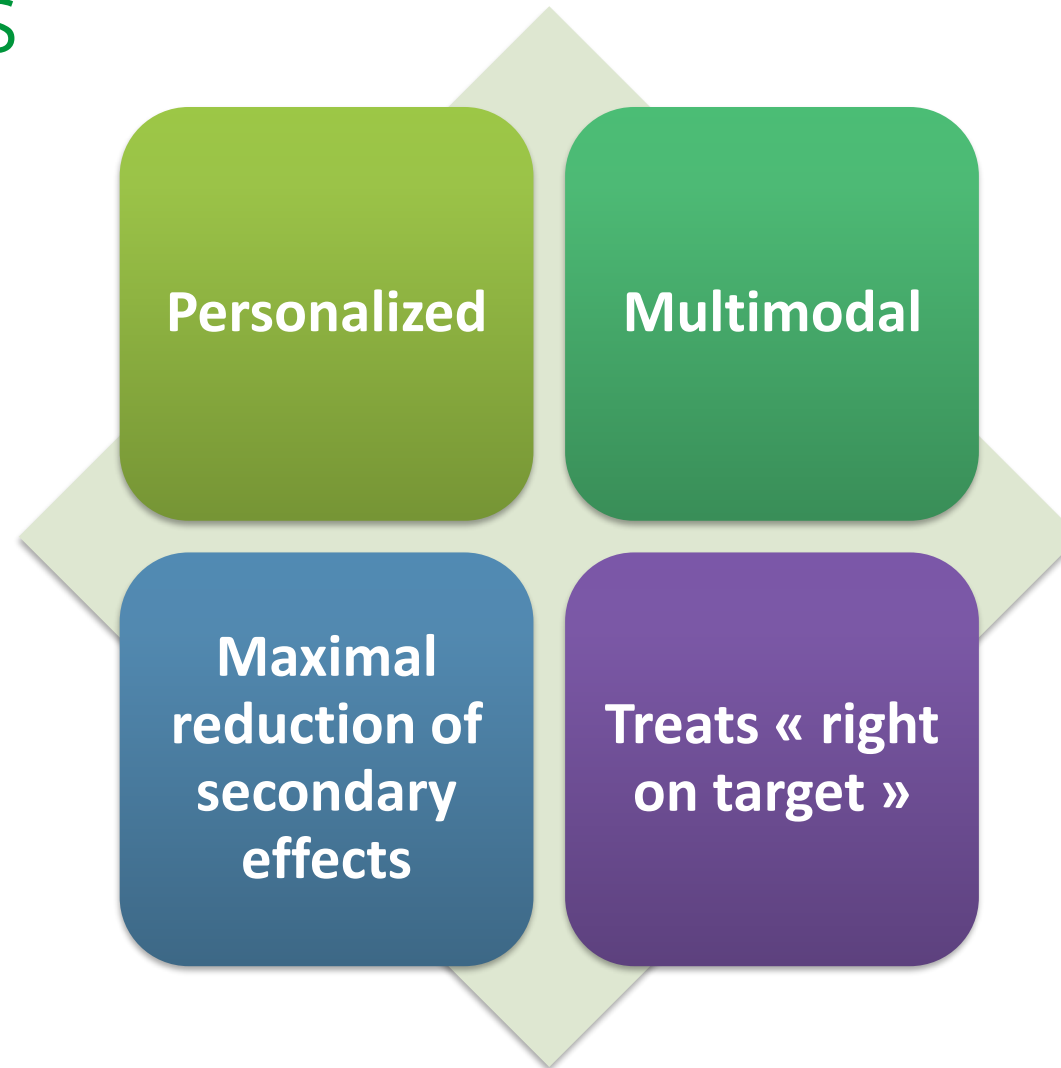 s
Personalized
Multimodal
Maximal
reduction of
secondary
effects
Treats « right
on target »